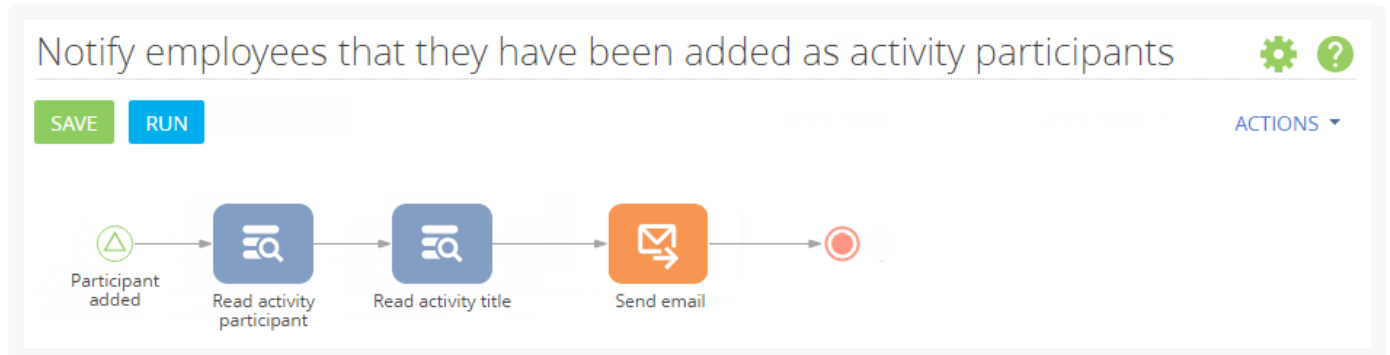 Notify employees that they have been added as activity participants
?
SAVE
RUN
ACTIONS
Participant
added
Read activity
participant
Read activity title
Send email